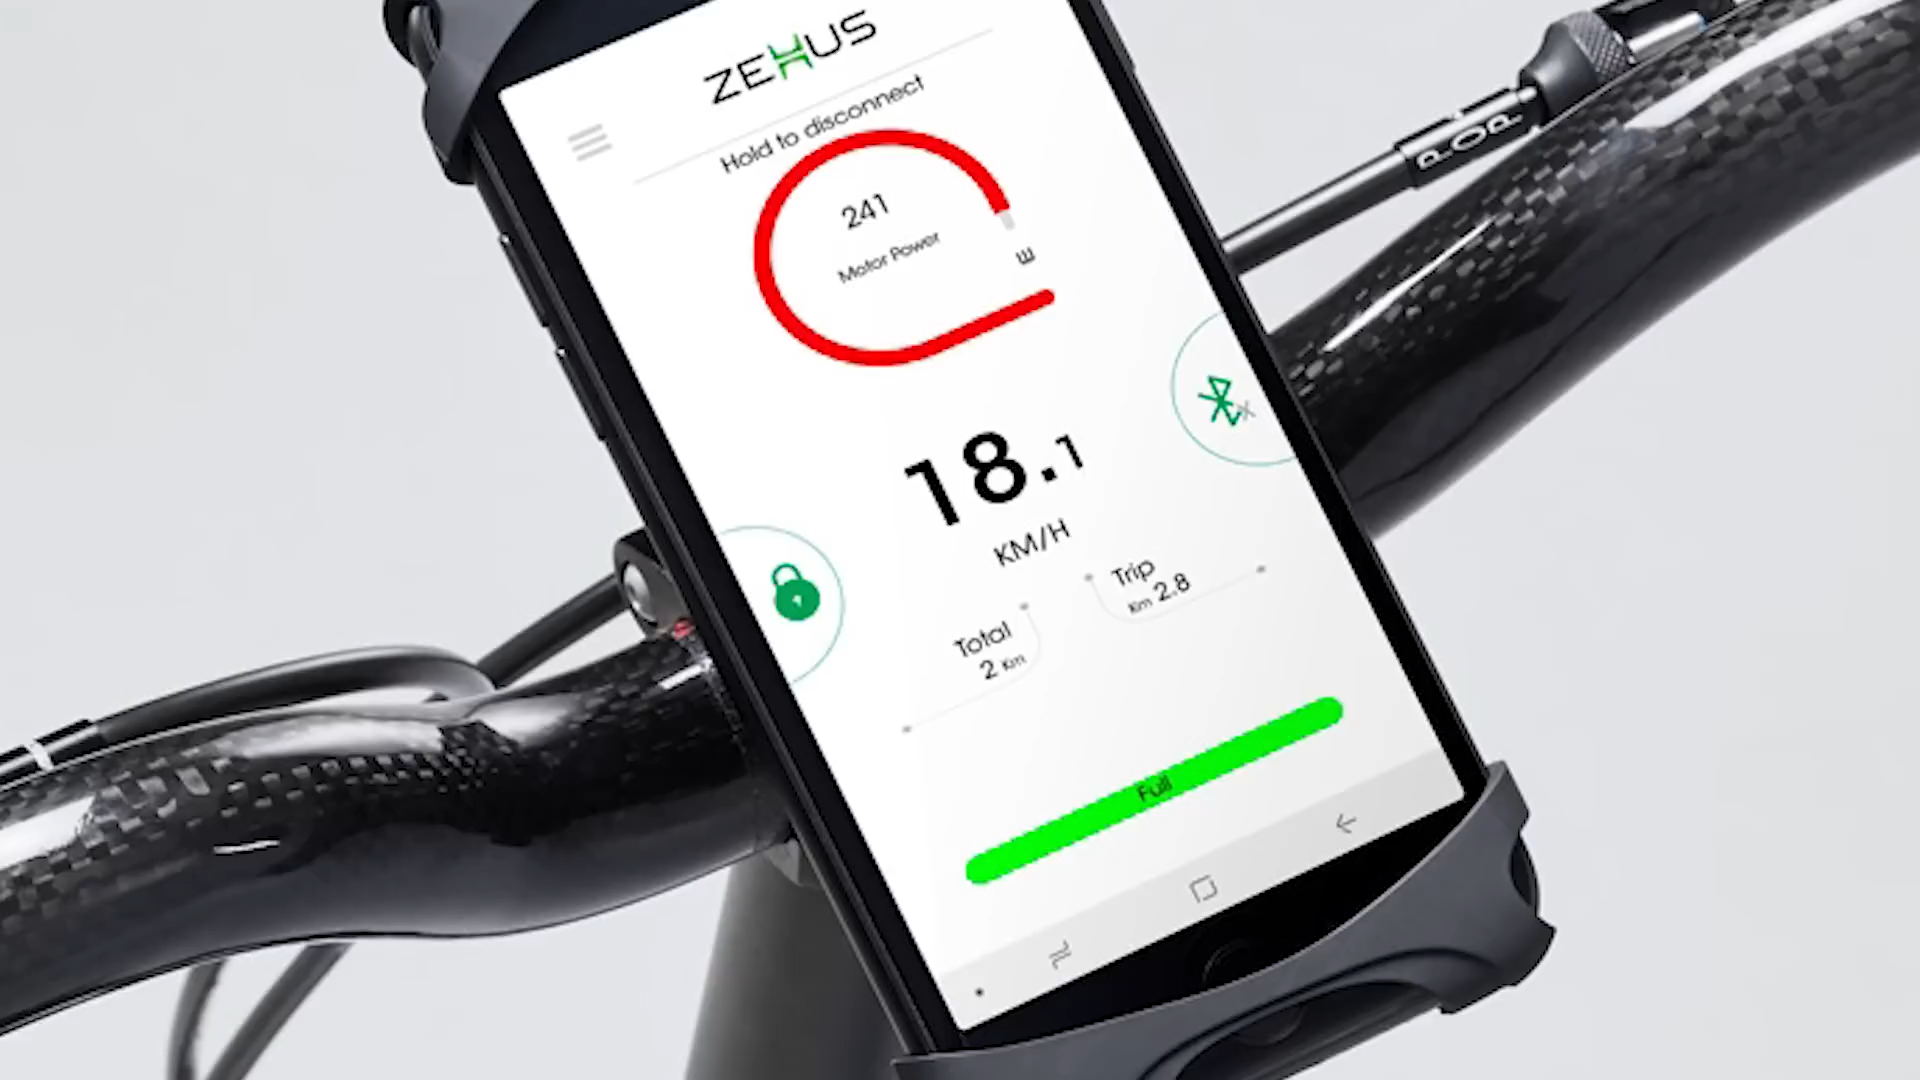 ZEHUS
Hold to disconnect
241
Motor Power
E
18.1
KM/H
Trip
Km 2.8
Total
2 Km
Full